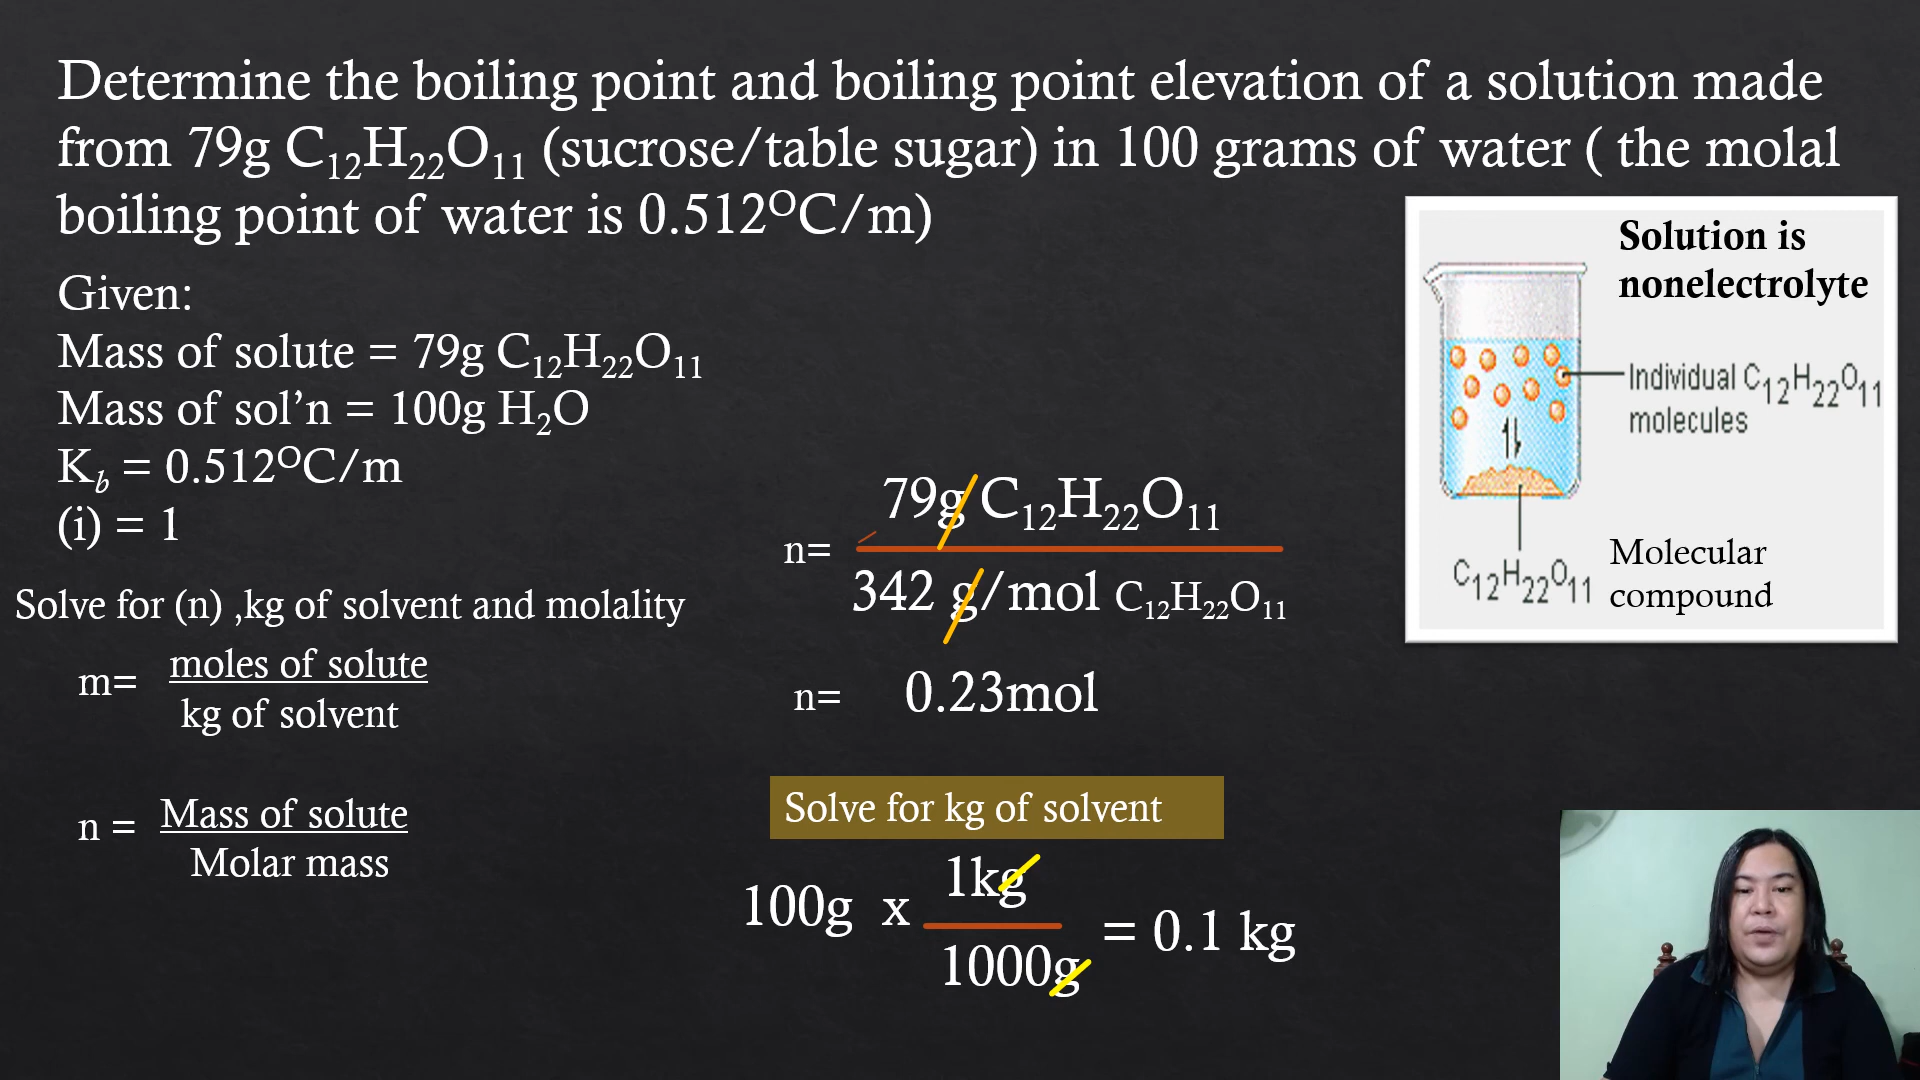 Determine the boiling point and boiling point elevation of a solution made
from 79g C₁₂H₂₂O₁₁ (sucrose/table sugar) in 100 grams of water ( the molal
boiling point of water is 0.512ᴼC/m)
Given:
Mass of solute = 79g C₁₂H₂₂O₁₁
Mass of sol’n = 100g H₂O
K_b = 0.512ᴼC/m
(i) = 1
Solve for (n) ,kg of solvent and molality
m= moles of solute
kg of solvent
n = Mass of solute
Molar mass
79g C₁₂H₂₂O₁₁
n=
342 g/mol C₁₂H₂₂O₁₁
n= 0.23mol
Solve for kg of solvent
100g x 1kg
1000g
= 0.1 kg
Solution is
nonelectrolyte
Individual C₁₂H₂₂O₁₁
molecules
C₁₂H₂₂O₁₁
Molecular
compound